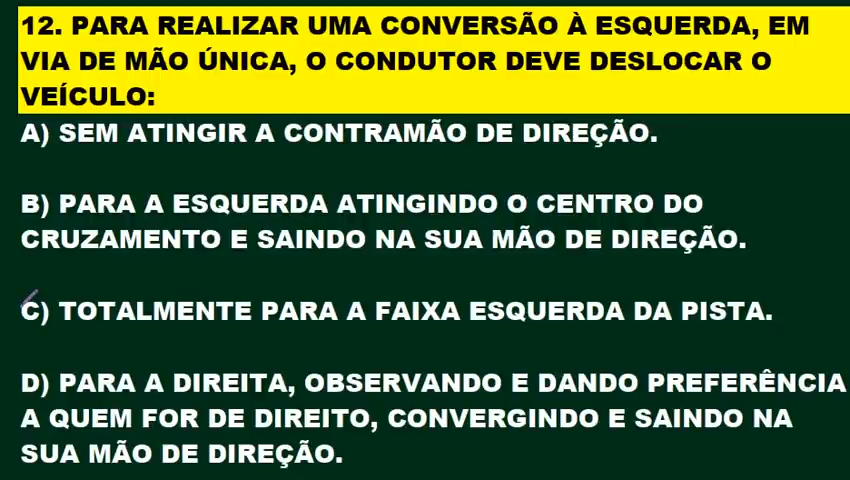 12. PARA REALIZAR UMA CONVERSÃO À ESQUERDA, EM
VIA DE MÃO ÚNICA, O CONDUTOR DEVE DESLOCAR O
VEÍCULO:
A) SEM ATINGIR A CONTRAMÃO DE DIREÇÃO.
B) PARA A ESQUERDA ATINGINDO O CENTRO DO
CRUZAMENTO E SAINDO NA SUA MÃO DE DIREÇÃO.
C) TOTALMENTE PARA A FAIXA ESQUERDA DA PISTA.
D) PARA A DIREITA, OBSERVANDO E DANDO PREFERÊNCIA
A QUEM FOR DE DIREITO, CONVERGINDO E SAINDO NA
SUA MÃO DE DIREÇÃO.